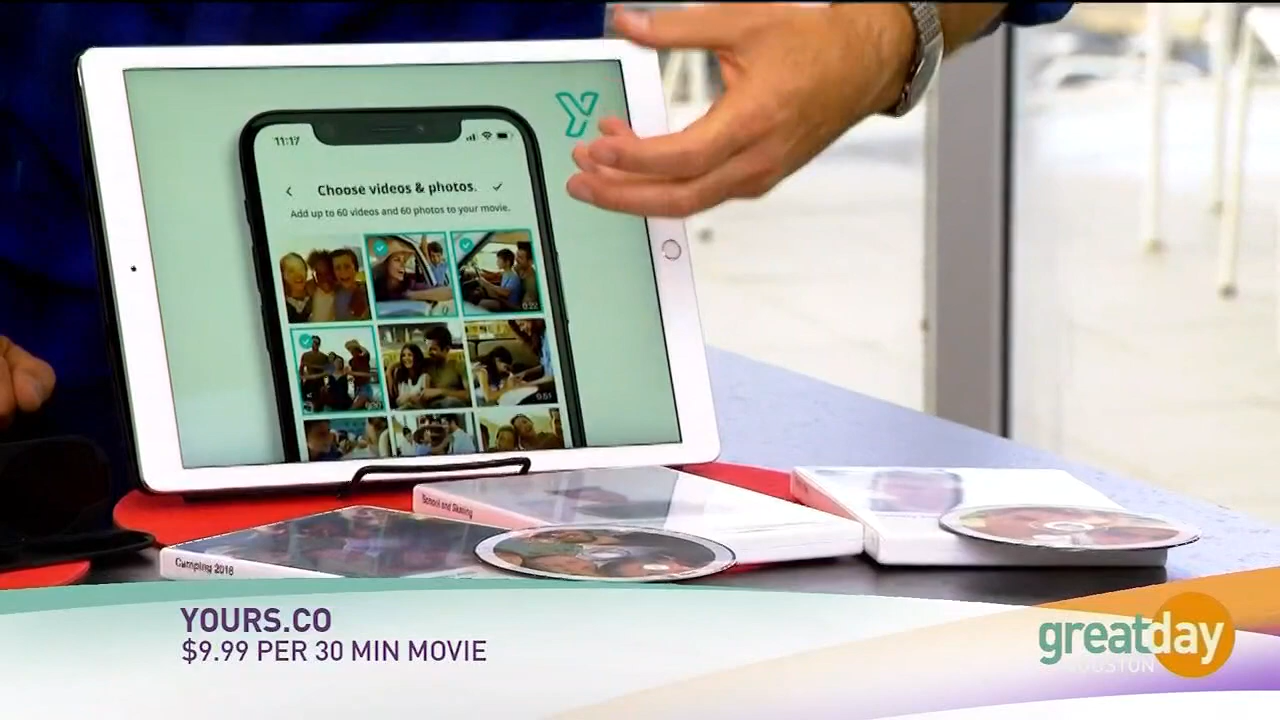 Y
11:17
Choose videos & photos.
Add up to 60 videos and 60 photos to your movie.
0:22
0:51
School and Skating
Camping 2018
YOURS.CO
$9.99 PER 30 MIN MOVIE
greatday
HOUSTON